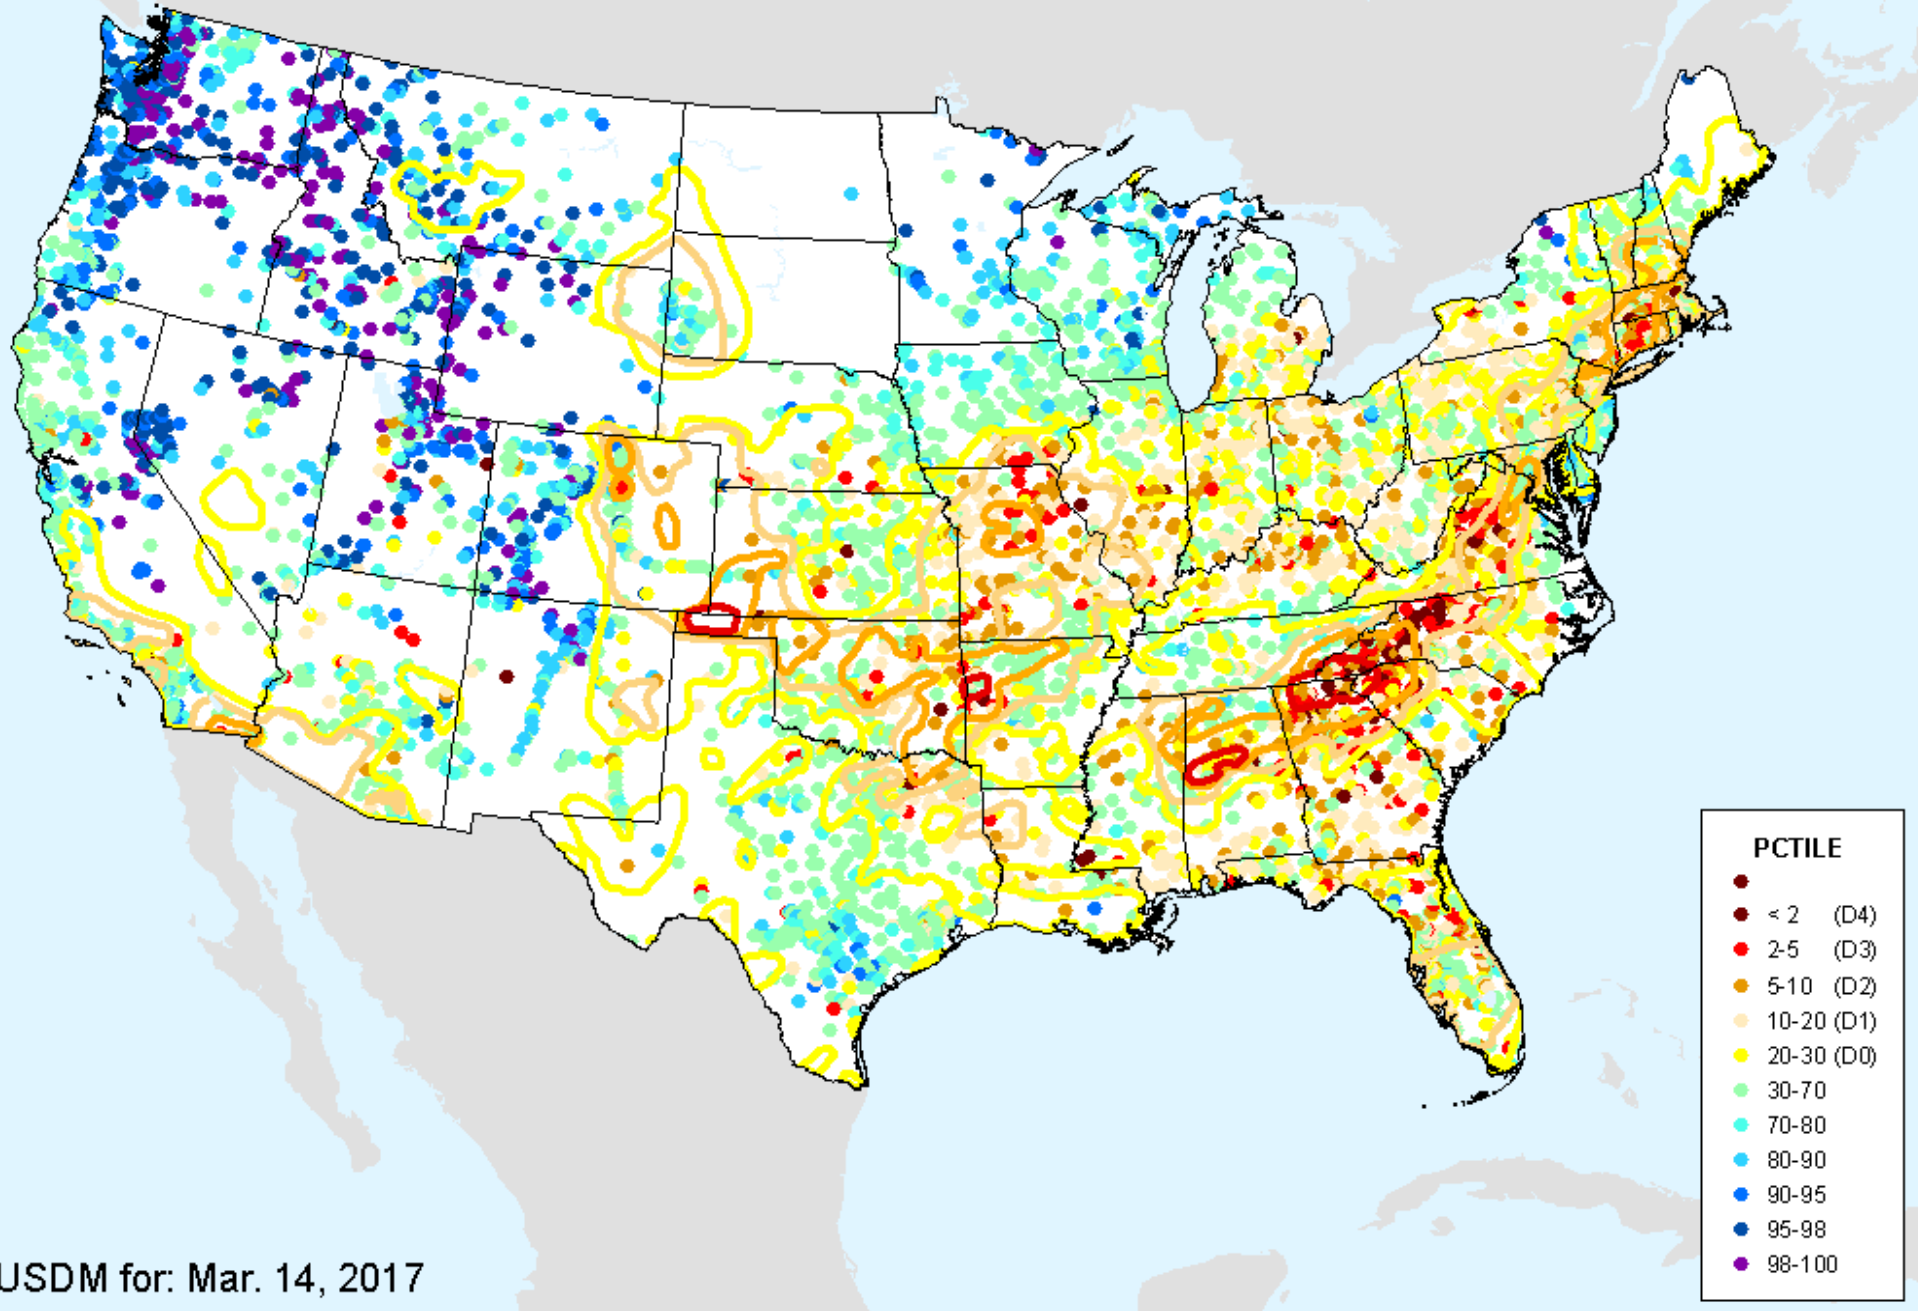 PCTILE
< 2 (D4)
2-5 (D3)
5-10 (D2)
10-20 (D1)
20-30 (D0)
30-70
70-80
80-90
90-95
95-98
98-100
USDM for: Mar. 14, 2017